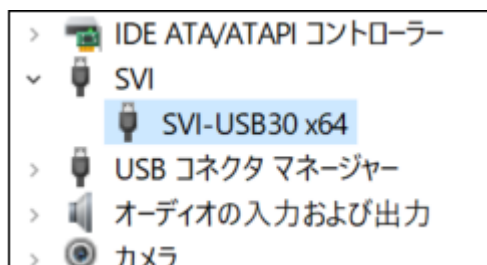 IDE ATA/ATAPI コントローラー
SVI
SVI-USB30 x64
USB コネクタ マネージャー
オーディオの入力および出力
カメラ